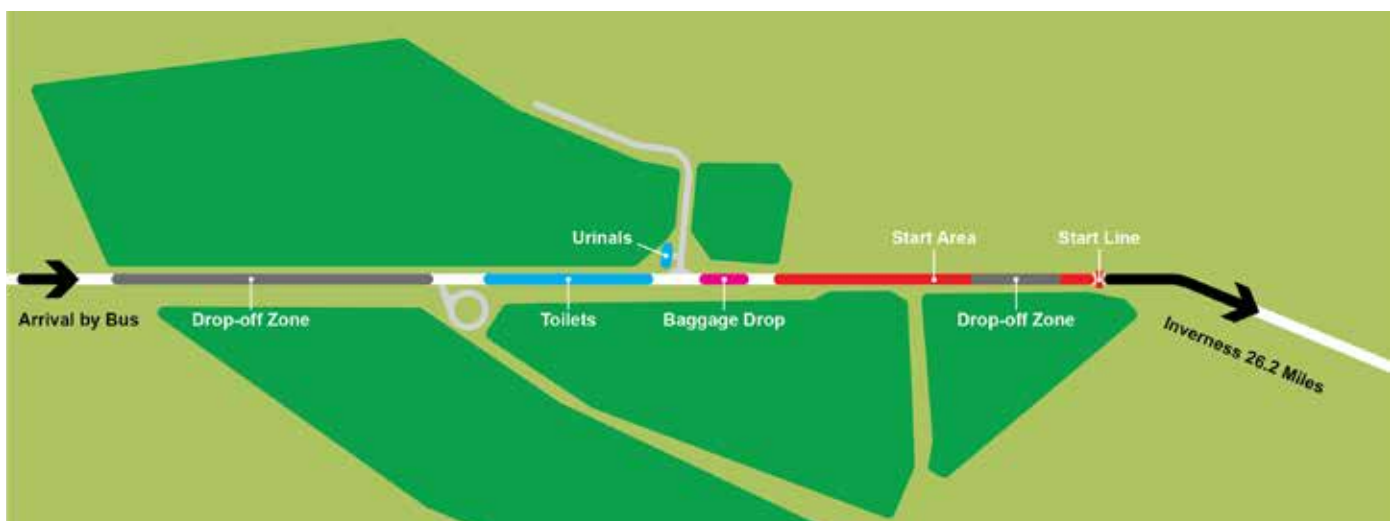 Urinals
Start Area
Start Line
Arrival by Bus
Drop-off Zone
Toilets
Baggage Drop
Drop-off Zone
Inverness 26.2 Miles